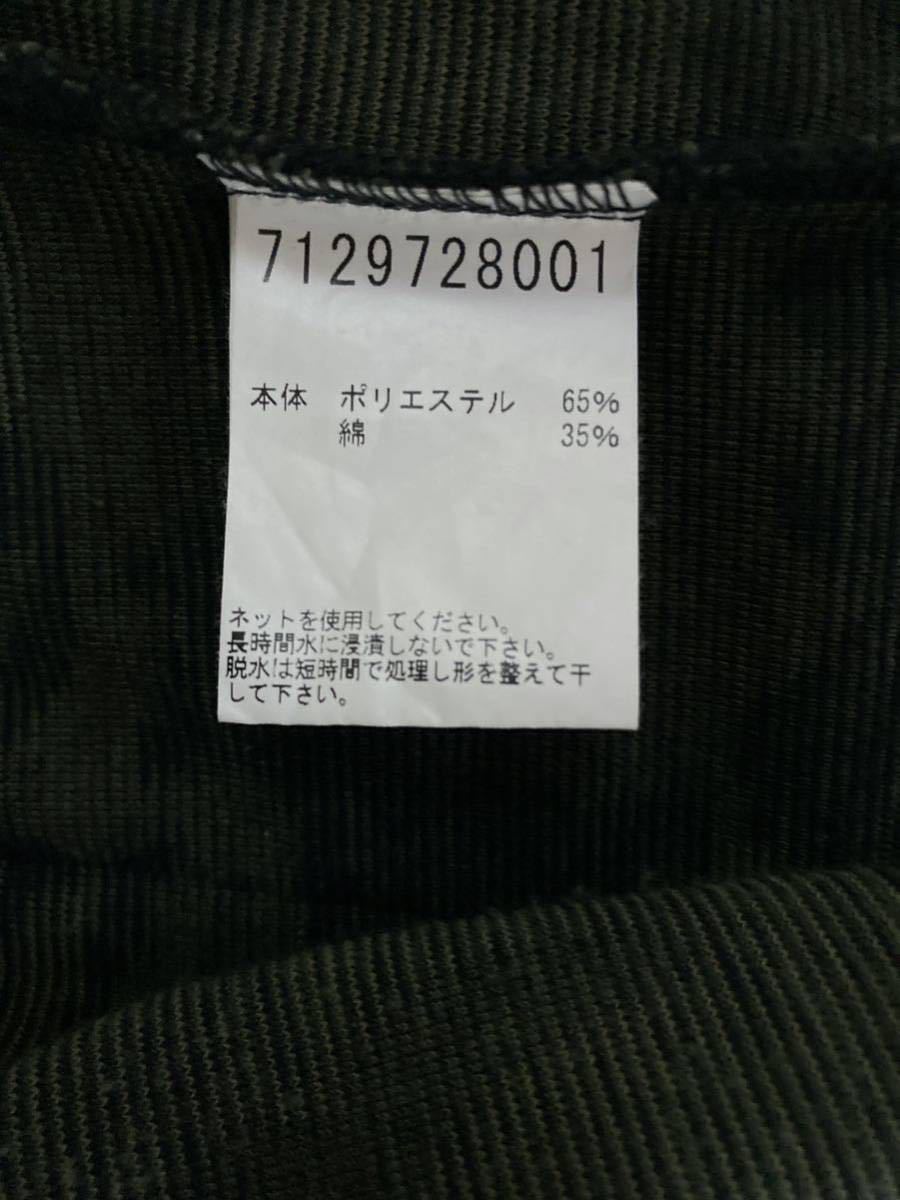 7129728001
本体 ポリエステル 65%
綿 35%
ネットを使用してください。
長時間水に浸漬しないで下さい。
脱水は短時間で処理し形を整えて干
して下さい。